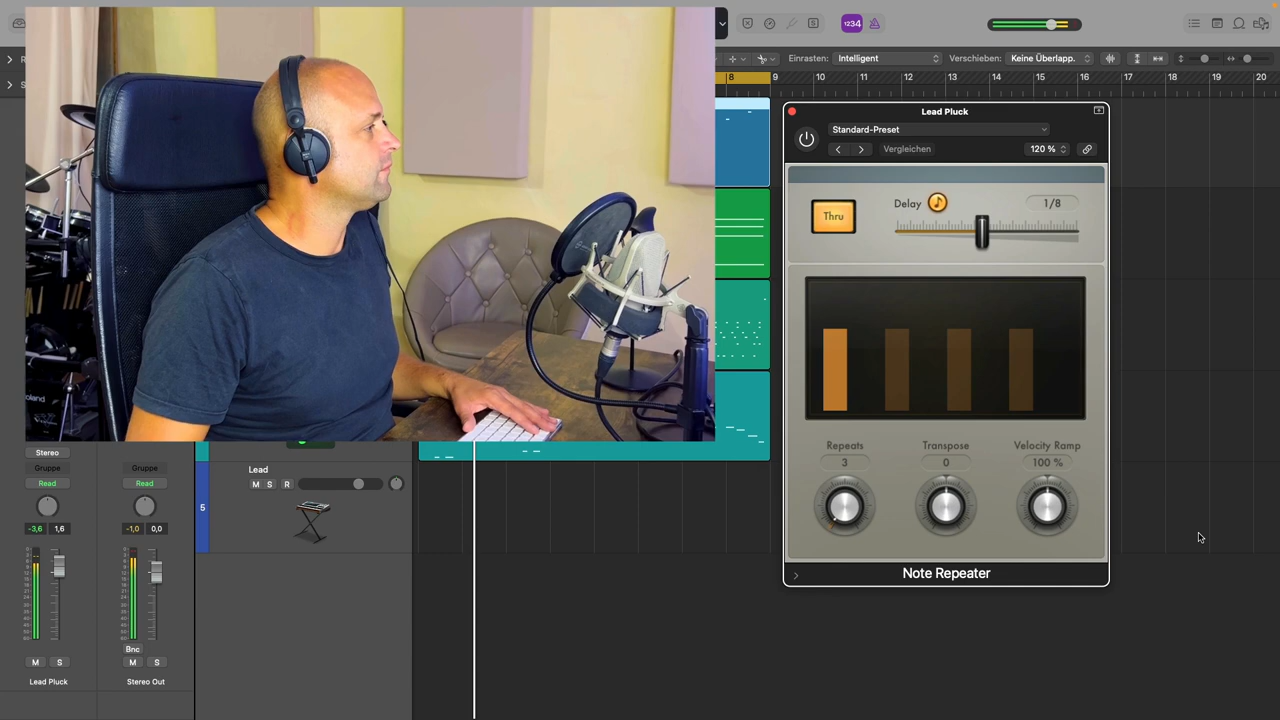 1234
Einrasten: Intelligent
Verschieben: Keine Überlapp.
8 9 10 11 12 13 14 15 16 17 18 19 20
R
S
Lead Pluck
Standard-Preset
Vergleichen
120 %
Thru
Delay
1/8
Repeats
Transpose
Velocity Ramp
3
0
100 %
Note Repeater
Roland
Stereo
Gruppe
Gruppe
Read
Read
-3,6 1,6
-1,0 0,0
Bnc
M S
M S
Lead Pluck
Stereo Out
5
Lead
M S R